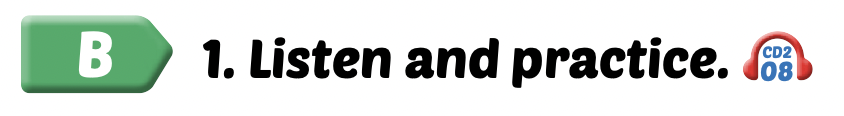 B 1. Listen and practice. CD2
08